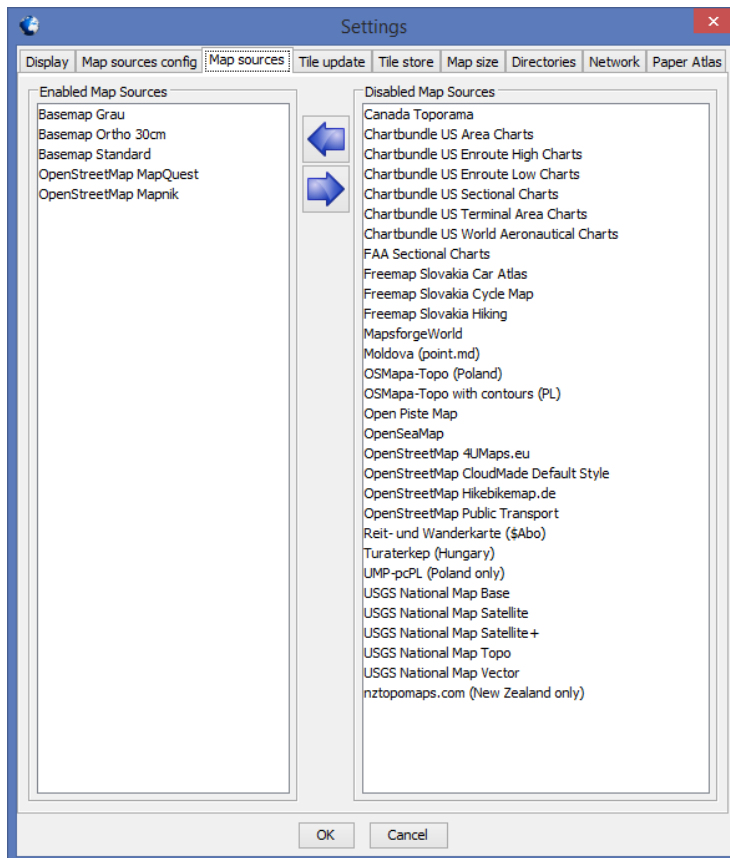 Settings
Display Map sources config Map sources Tile update Tile store Map size Directories Network Paper Atlas
Enabled Map Sources
Basemap Grau
Basemap Ortho 30cm
Basemap Standard
OpenStreetMap MapQuest
OpenStreetMap Mapnik
Disabled Map Sources
Canada Toporama
Chartbundle US Area Charts
Chartbundle US Enroute High Charts
Chartbundle US Enroute Low Charts
Chartbundle US Sectional Charts
Chartbundle US Terminal Area Charts
Chartbundle US World Aeronautical Charts
FAA Sectional Charts
Freemap Slovakia Car Atlas
Freemap Slovakia Cycle Map
Freemap Slovakia Hiking
MapsforgeWorld
Moldova (point.md)
OSMapa-Topo (Poland)
OSMapa-Topo with contours (PL)
Open Piste Map
OpenSeaMap
OpenStreetMap 4UMaps.eu
OpenStreetMap CloudMade Default Style
OpenStreetMap Hikebikemap.de
OpenStreetMap Public Transport
Reit- und Wanderkarte ($Abo)
Turaterkep (Hungary)
UMP-pcPL (Poland only)
USGS National Map Base
USGS National Map Satellite
USGS National Map Satellite+
USGS National Map Topo
USGS National Map Vector
nztopomaps.com (New Zealand only)
OK Cancel